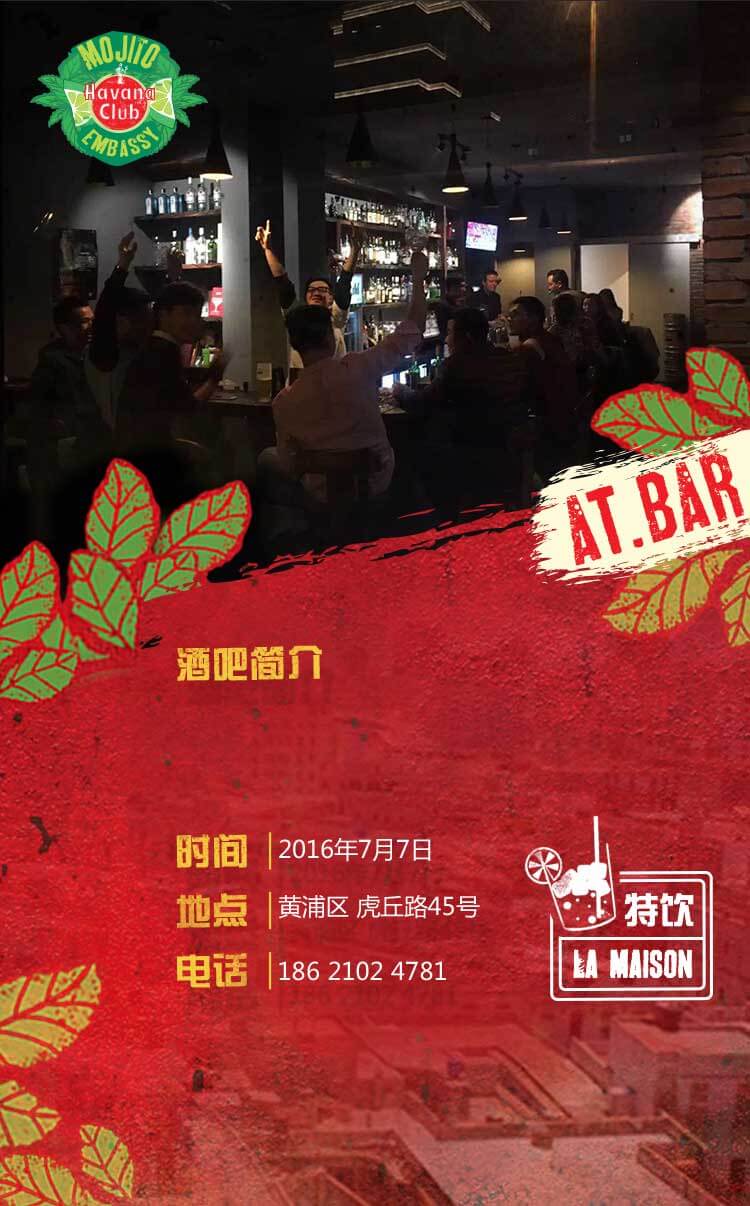 MOJITO
Havana
Club
EMBASSY
AT.BAR
酒吧简介
时间 2016年7月7日
地点 黄浦区 虎丘路45号
电话 186 2102 4781
特饮
LA MAISON